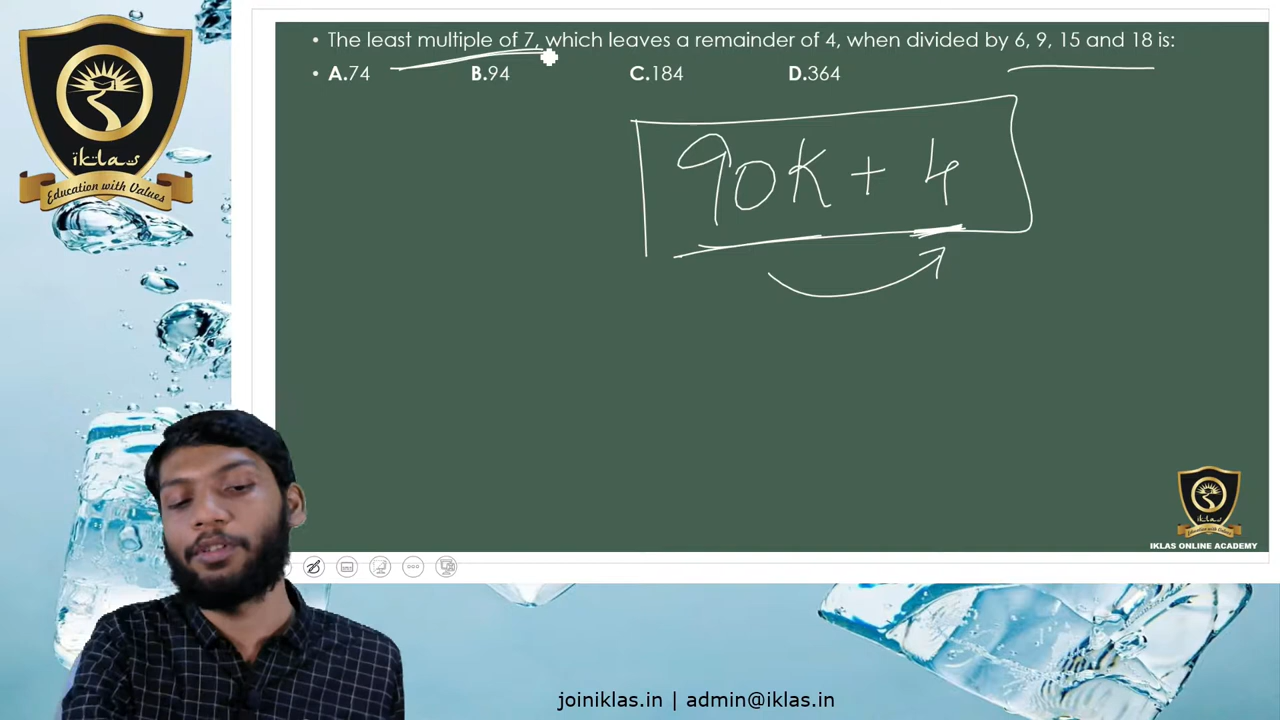 • The least multiple of 7, which leaves a remainder of 4, when divided by 6, 9, 15 and 18 is:
• A.74 B.94 C.184 D.364
90K + 4
iklas
Education with Values
IKLAS ONLINE ACADEMY
joiniklas.in | admin@iklas.in